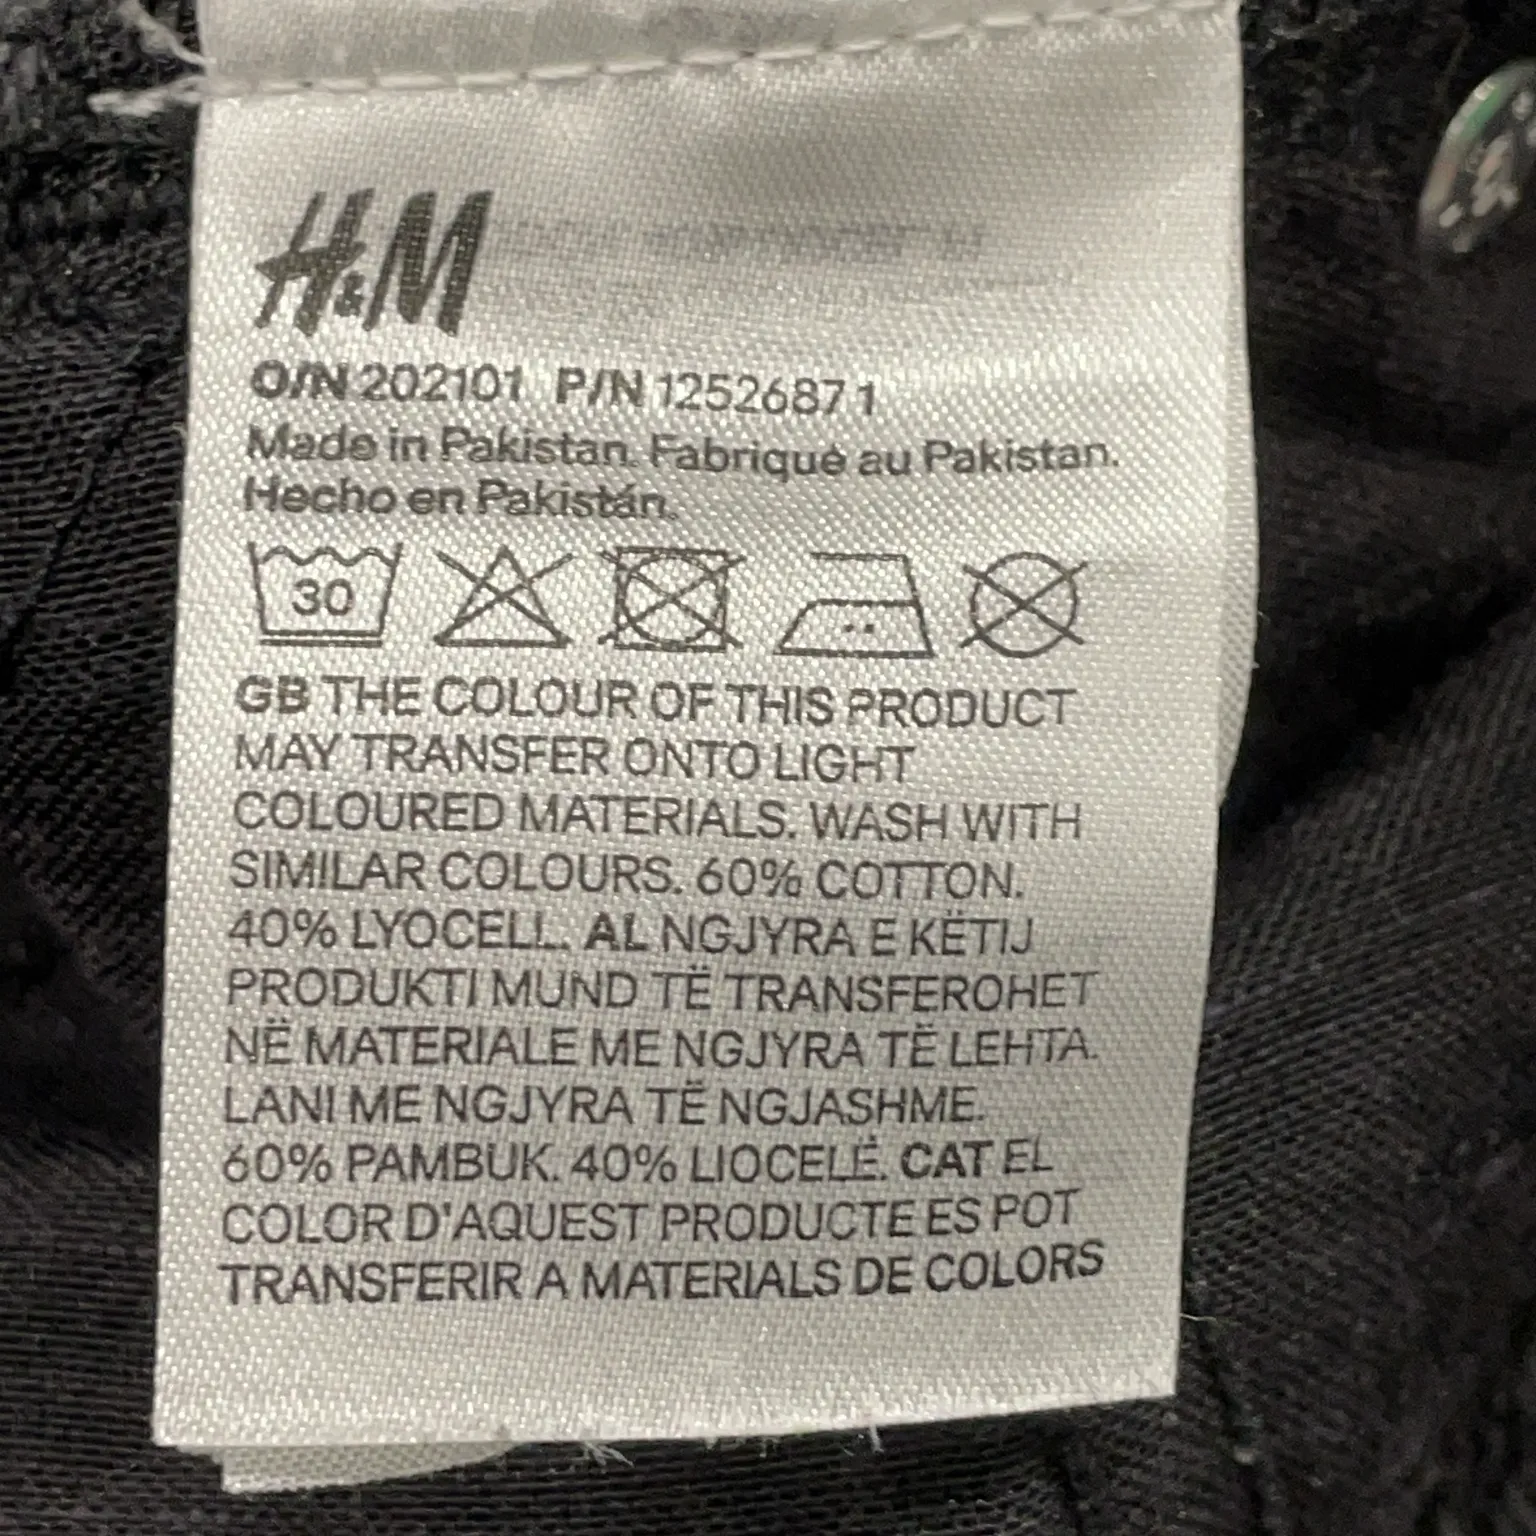 H&M
O/N 202101 P/N 12526871
Made in Pakistan. Fabriqué au Pakistan.
Hecho en Pakistán.
30
GB THE COLOUR OF THIS PRODUCT
MAY TRANSFER ONTO LIGHT
COLOURED MATERIALS. WASH WITH
SIMILAR COLOURS. 60% COTTON.
40% LYOCELL. AL NGJYRA E KËTIJ
PRODUKTI MUND TË TRANSFEROHET
NË MATERIALE ME NGJYRA TË LEHTA.
LANI ME NGJYRA TË NGJASHME.
60% PAMBUK. 40% LIOCELË. CAT EL
COLOR D'AQUEST PRODUCTE ES POT
TRANSFERIR A MATERIALS DE COLORS